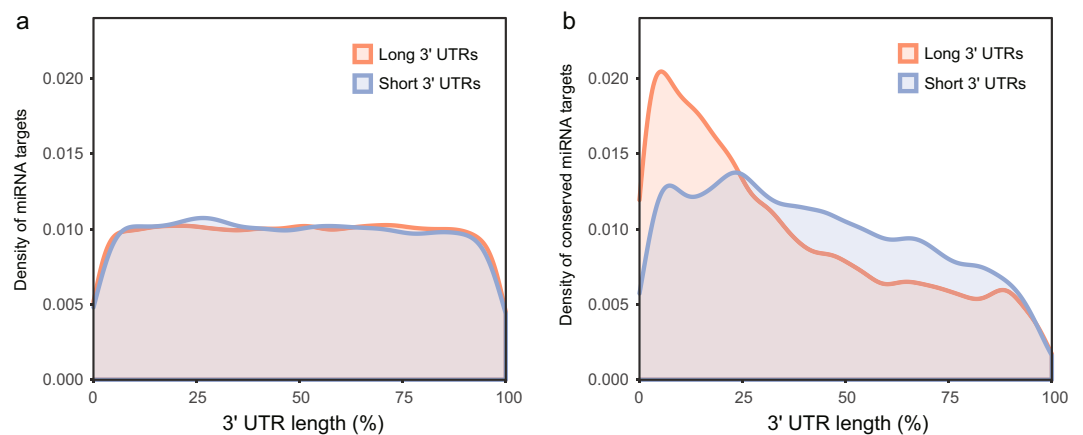 a
Long 3' UTRs
Short 3' UTRs
Density of miRNA targets
0.020
0.015
0.010
0.005
0.000
0
25
50
75
100
3' UTR length (%)
b
Long 3' UTRs
Short 3' UTRs
Density of conserved miRNA targets
0.020
0.015
0.010
0.005
0.000
0
25
50
75
100
3' UTR length (%)